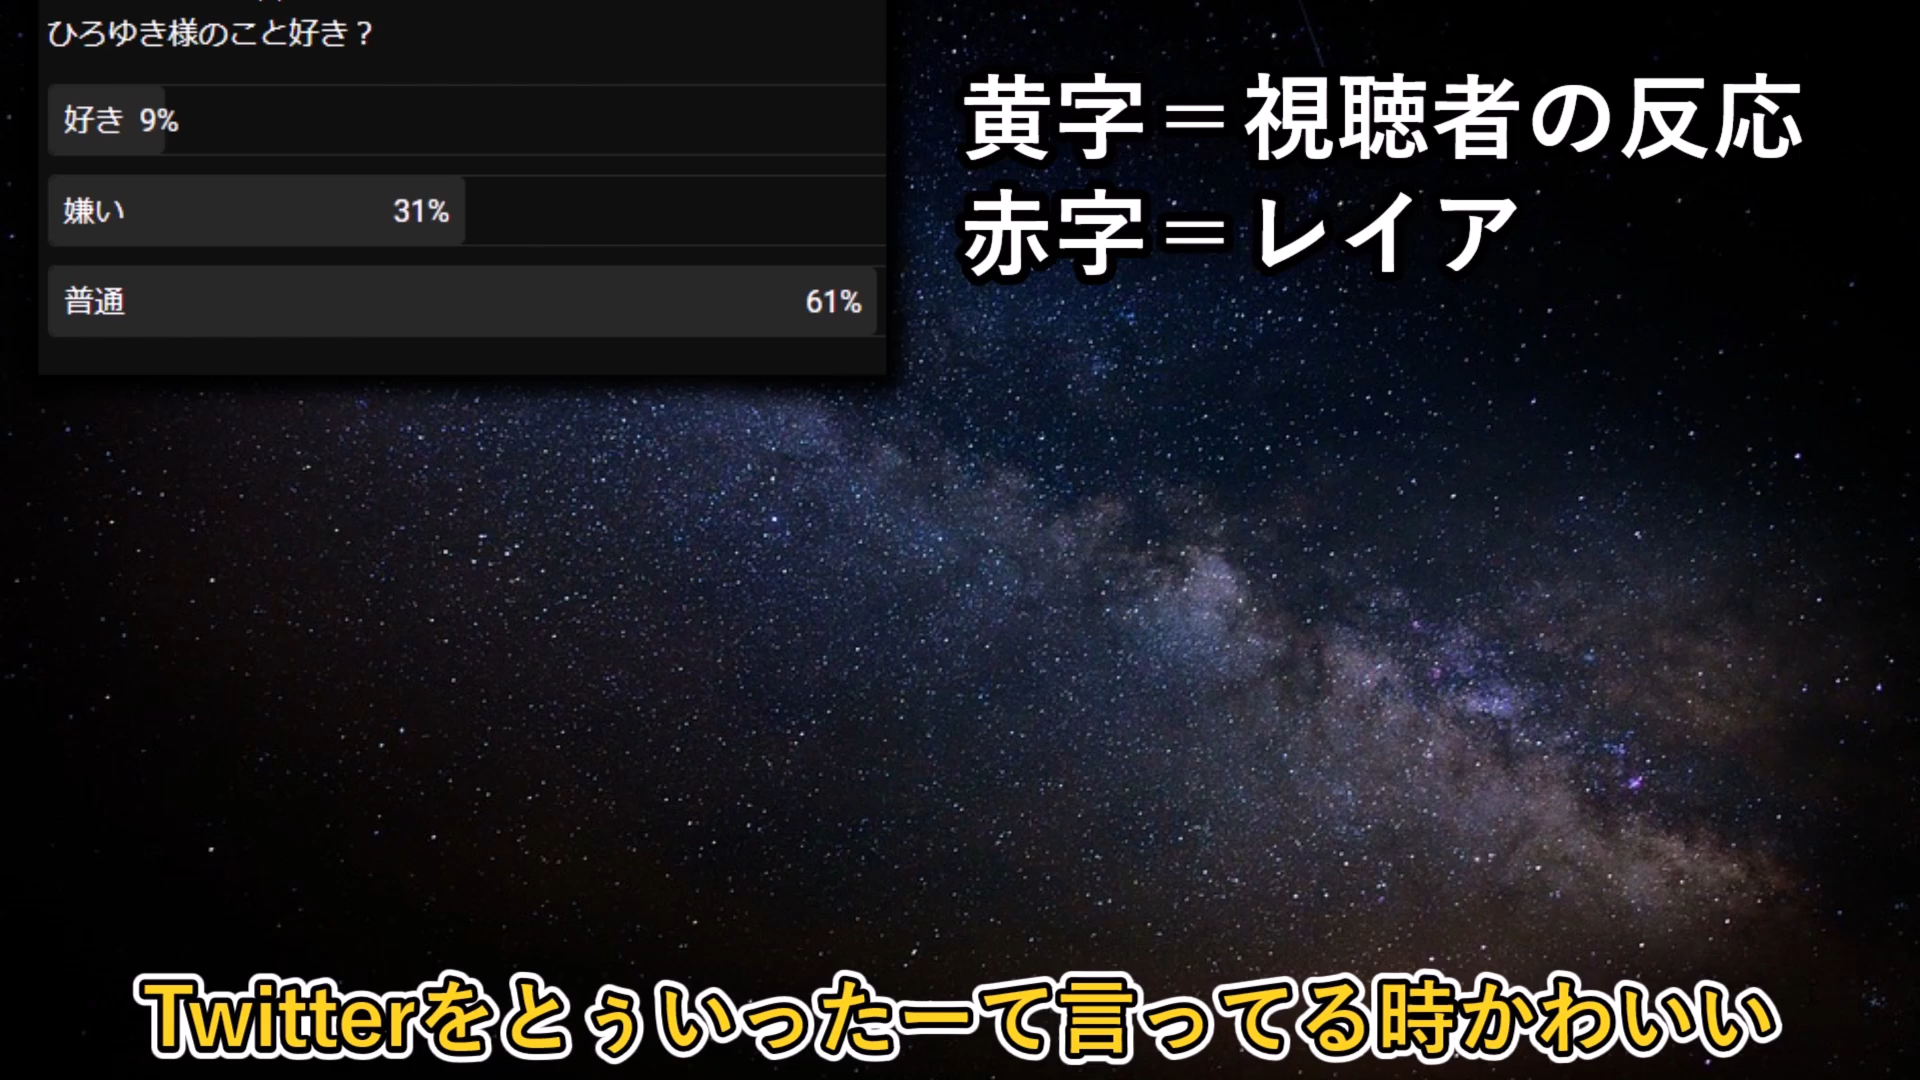 ひろゆき様のこと好き？
好き 9%
嫌い 31%
普通 61%
黄字＝視聴者の反応
赤字＝レイア
Twitterをとぅいったーて言ってる時かわいい